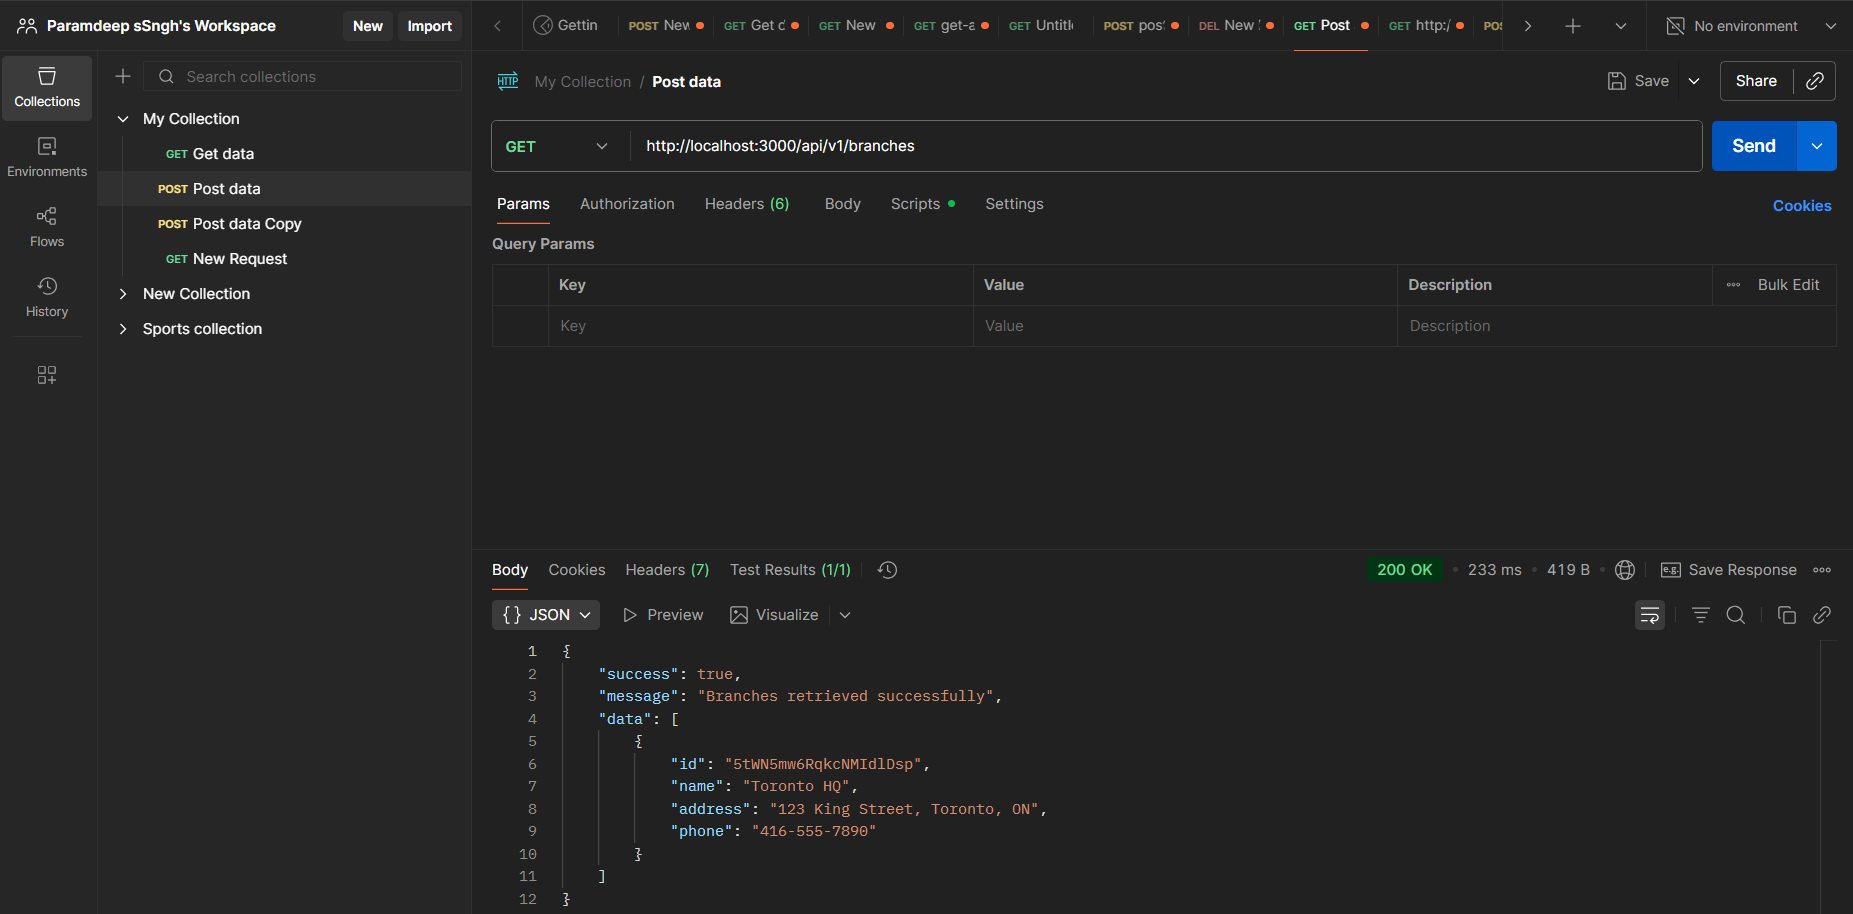 Paramdeep sSngh's Workspace
New
Import
Gettin
POST Nev
GET Get c
GET New
GET get-a
GET Untitl
POST pos
DEL New
GET Post
GET http:/
POS
No environment
Collections
Environments
Flows
History
Search collections
My Collection
GET Get data
POST Post data
POST Post data Copy
GET New Request
New Collection
Sports collection
HTTP
My Collection / Post data
Save
Share
GET
http://localhost:3000/api/v1/branches
Send
Params
Authorization
Headers (6)
Body
Scripts
Settings
Cookies
Query Params
Key
Value
Description
Bulk Edit
Key
Value
Description
Body
Cookies
Headers (7)
Test Results (1/1)
200 OK
233 ms
419 B
e.g.
Save Response
{} JSON
Preview
Visualize
1 {
2 "success": true,
3 "message": "Branches retrieved successfully",
4 "data": [
5 {
6 "id": "5tWN5mw6RqkcNMIdlDsp",
7 "name": "Toronto HQ",
8 "address": "123 King Street, Toronto, ON",
9 "phone": "416-555-7890"
10 }
11 ]
12 }